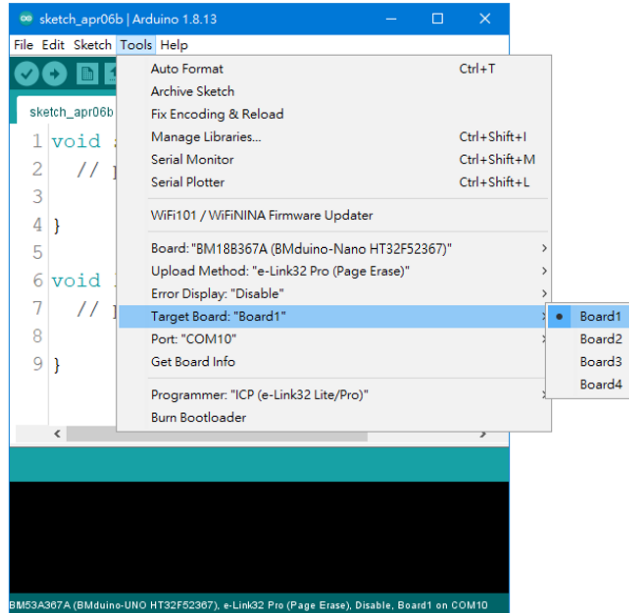 sketch_apr06b | Arduino 1.8.13
File Edit Sketch Tools Help
sketch_apr06b
Auto Format Ctrl+T
Archive Sketch
Fix Encoding & Reload
Manage Libraries... Ctrl+Shift+I
Serial Monitor Ctrl+Shift+M
Serial Plotter Ctrl+Shift+L
WiFi101 / WiFiNINA Firmware Updater
Board: "BM18B367A (BMduino-Nano HT32F52367)"
Upload Method: "e-Link32 Pro (Page Erase)"
Error Display: "Disable"
Target Board: "Board1"
Port: "COM10"
Get Board Info
Programmer: "ICP (e-Link32 Lite/Pro)"
Burn Bootloader
Board1
Board2
Board3
Board4
1 void
2 //
3
4 }
5
6 void
7 //
8
9 }
BM53A367A (BMduino-UNO HT32F52367), e-Link32 Pro (Page Erase), Disable, Board1 on COM10